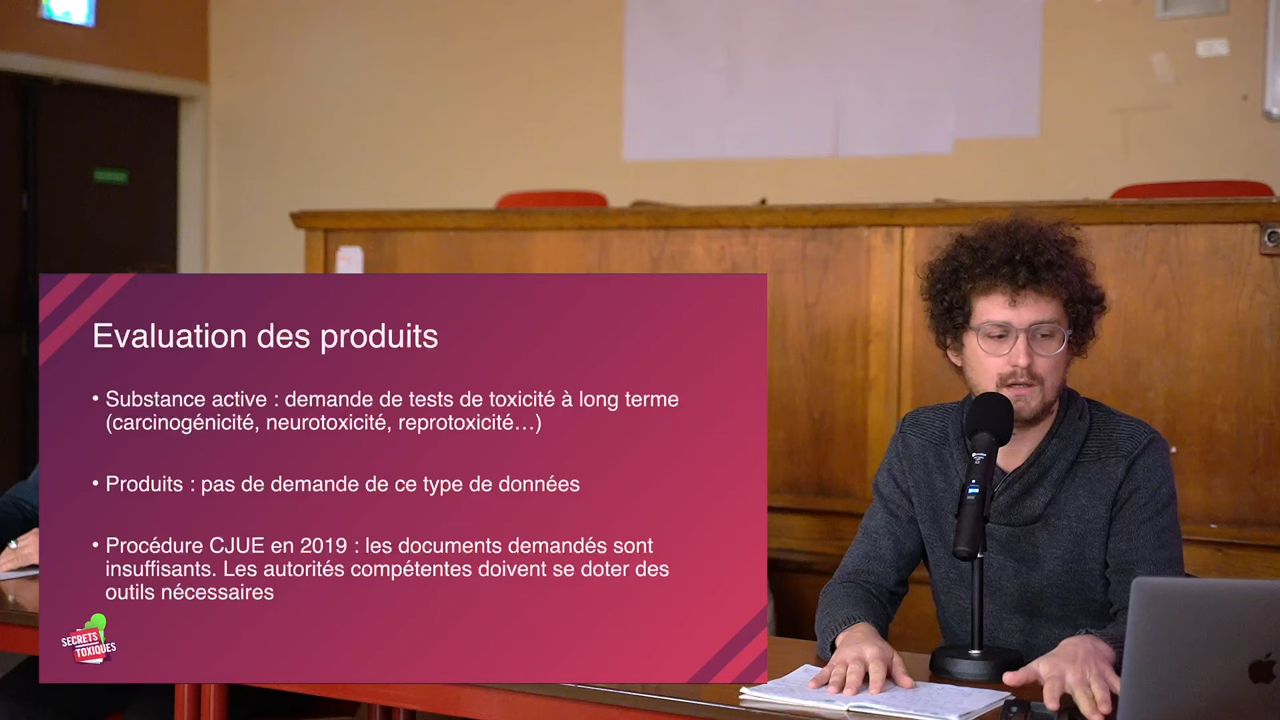 Evaluation des produits
• Substance active : demande de tests de toxicité à long terme
(carcinogénicité, neurotoxicité, reprotoxicité…)
• Produits : pas de demande de ce type de données
• Procédure CJUE en 2019 : les documents demandés sont
insuffisants. Les autorités compétentes doivent se doter des
outils nécessaires
SECRETS
TOXIQUES